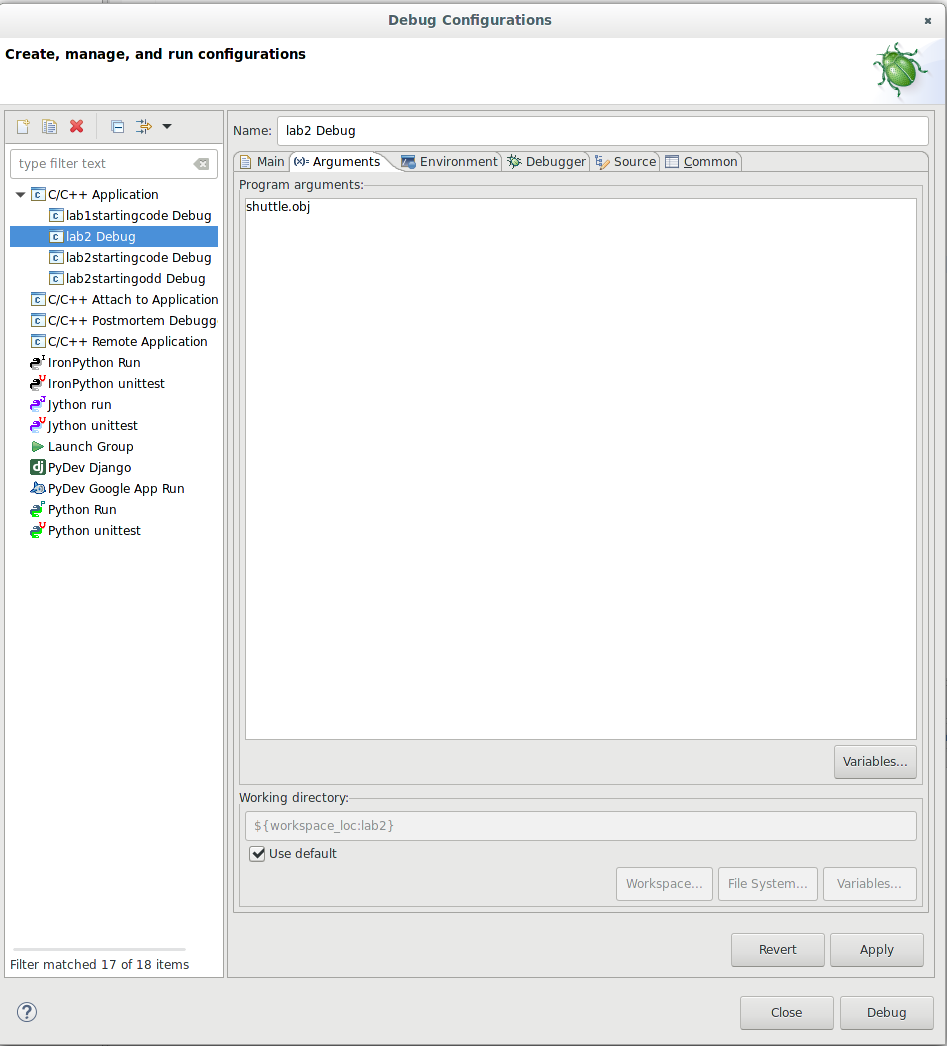 Debug Configurations
Create, manage, and run configurations
type filter text
C/C++ Application
lab1startingcode Debug
lab2 Debug
lab2startingcode Debug
lab2startingodd Debug
C/C++ Attach to Application
C/C++ Postmortem Debugg
C/C++ Remote Application
IronPython Run
IronPython unittest
Jython run
Jython unittest
Launch Group
PyDev Django
PyDev Google App Run
Python Run
Python unittest
Filter matched 17 of 18 items
Name: lab2 Debug
Main (x)= Arguments Environment Debugger Source Common
Program arguments:
shuttle.obj
Variables...
Working directory:
${workspace_loc:lab2}
Use default
Workspace... File System... Variables...
Revert Apply
? Close Debug